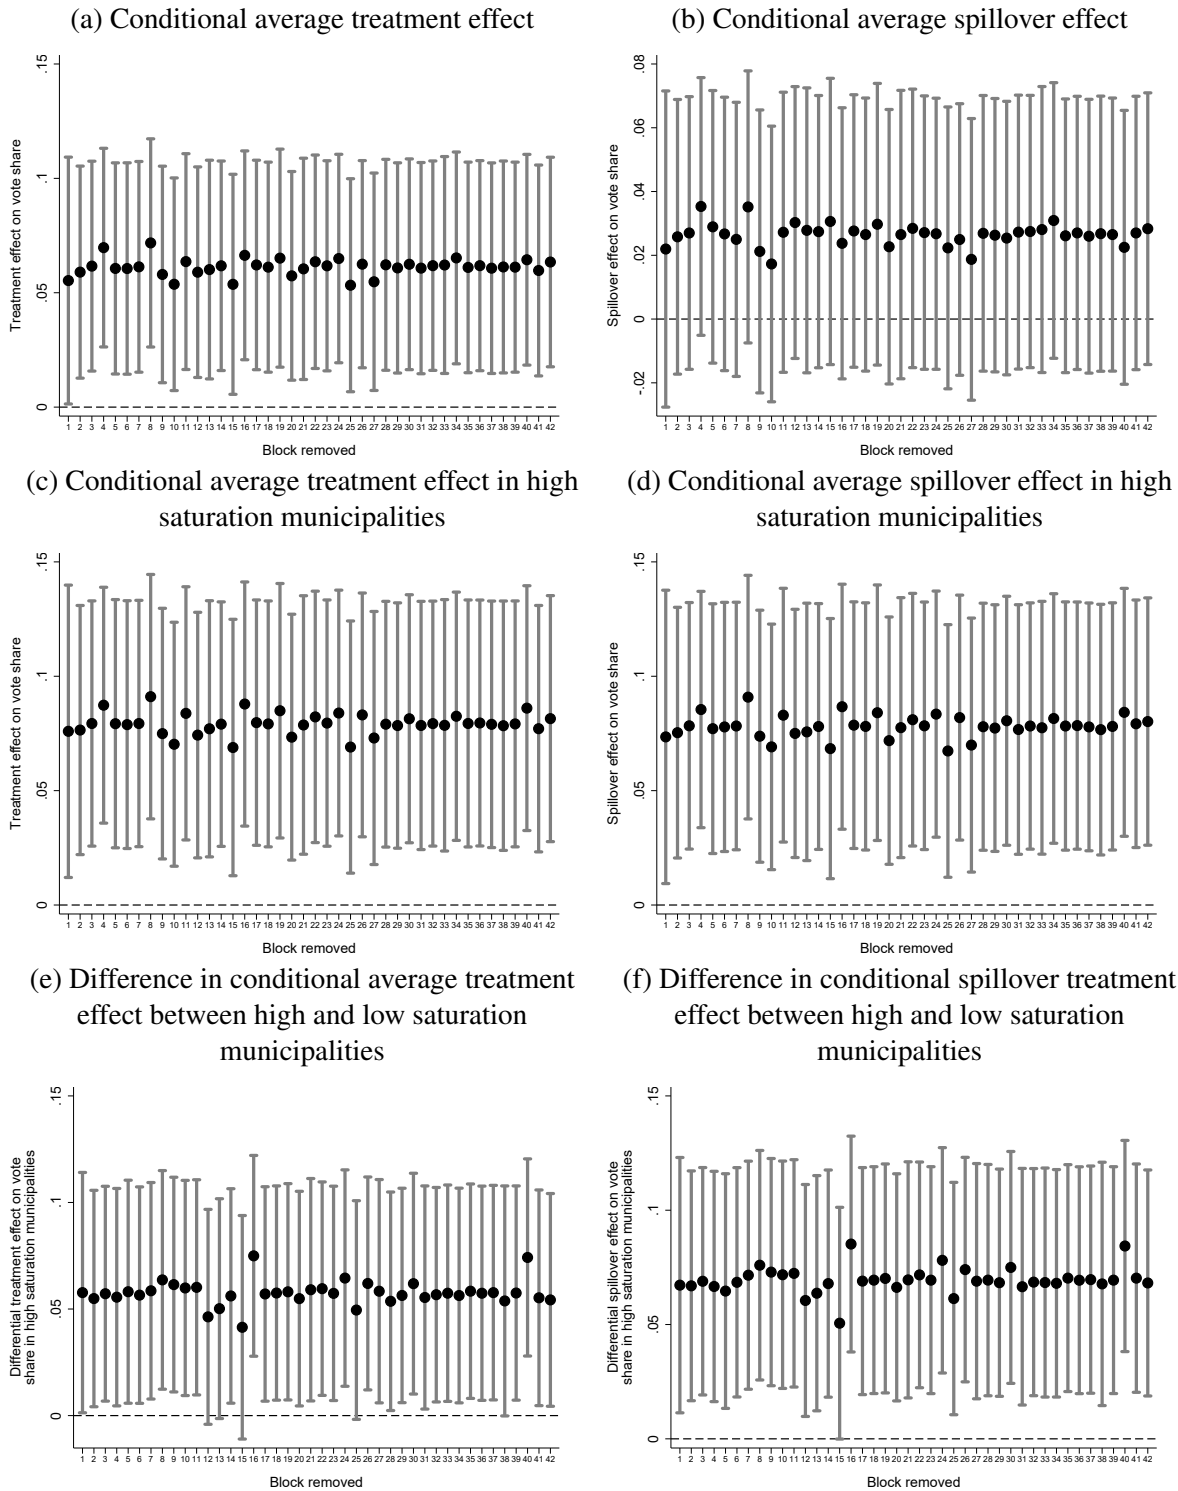 (a) Conditional average treatment effect
.15
.1
.05
0
Treatment effect on vote share
1 2 3 4 5 6 7 8 9 10 11 12 13 14 15 16 17 18 19 20 21 22 23 24 25 26 27 28 29 30 31 32 33 34 35 36 37 38 39 40 41 42
Block removed
(b) Conditional average spillover effect
.08
.06
.04
.02
0
-.02
Spillover effect on vote share
1 2 3 4 5 6 7 8 9 10 11 12 13 14 15 16 17 18 19 20 21 22 23 24 25 26 27 28 29 30 31 32 33 34 35 36 37 38 39 40 41 42
Block removed
(c) Conditional average treatment effect in high
saturation municipalities
.15
.1
.05
0
Treatment effect on vote share
1 2 3 4 5 6 7 8 9 10 11 12 13 14 15 16 17 18 19 20 21 22 23 24 25 26 27 28 29 30 31 32 33 34 35 36 37 38 39 40 41 42
Block removed
(d) Conditional average spillover effect in high
saturation municipalities
.15
.1
.05
0
Spillover effect on vote share
1 2 3 4 5 6 7 8 9 10 11 12 13 14 15 16 17 18 19 20 21 22 23 24 25 26 27 28 29 30 31 32 33 34 35 36 37 38 39 40 41 42
Block removed
(e) Difference in conditional average treatment
effect between high and low saturation
municipalities
.15
.1
.05
0
Differential treatment effect on vote
share in high saturation municipalities
1 2 3 4 5 6 7 8 9 10 11 12 13 14 15 16 17 18 19 20 21 22 23 24 25 26 27 28 29 30 31 32 33 34 35 36 37 38 39 40 41 42
Block removed
(f) Difference in conditional spillover treatment
effect between high and low saturation
municipalities
.15
.1
.05
0
Differential spillover effect on vote
share in high saturation municipalities
1 2 3 4 5 6 7 8 9 10 11 12 13 14 15 16 17 18 19 20 21 22 23 24 25 26 27 28 29 30 31 32 33 34 35 36 37 38 39 40 41 42
Block removed